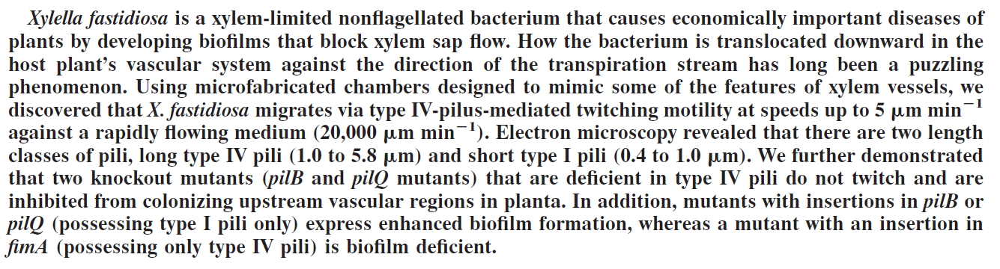 Xylella fastidiosa is a xylem-limited nonflagellated bacterium that causes economically important diseases of
plants by developing biofilms that block xylem sap flow. How the bacterium is translocated downward in the
host plant's vascular system against the direction of the transpiration stream has long been a puzzling
phenomenon. Using microfabricated chambers designed to mimic some of the features of xylem vessels, we
discovered that X. fastidiosa migrates via type IV-pilus-mediated twitching motility at speeds up to 5 μm min⁻¹
against a rapidly flowing medium (20,000 μm min⁻¹). Electron microscopy revealed that there are two length
classes of pili, long type IV pili (1.0 to 5.8 μm) and short type I pili (0.4 to 1.0 μm). We further demonstrated
that two knockout mutants (pilB and pilQ mutants) that are deficient in type IV pili do not twitch and are
inhibited from colonizing upstream vascular regions in planta. In addition, mutants with insertions in pilB or
pilQ (possessing type I pili only) express enhanced biofilm formation, whereas a mutant with an insertion in
fimA (possessing only type IV pili) is biofilm deficient.